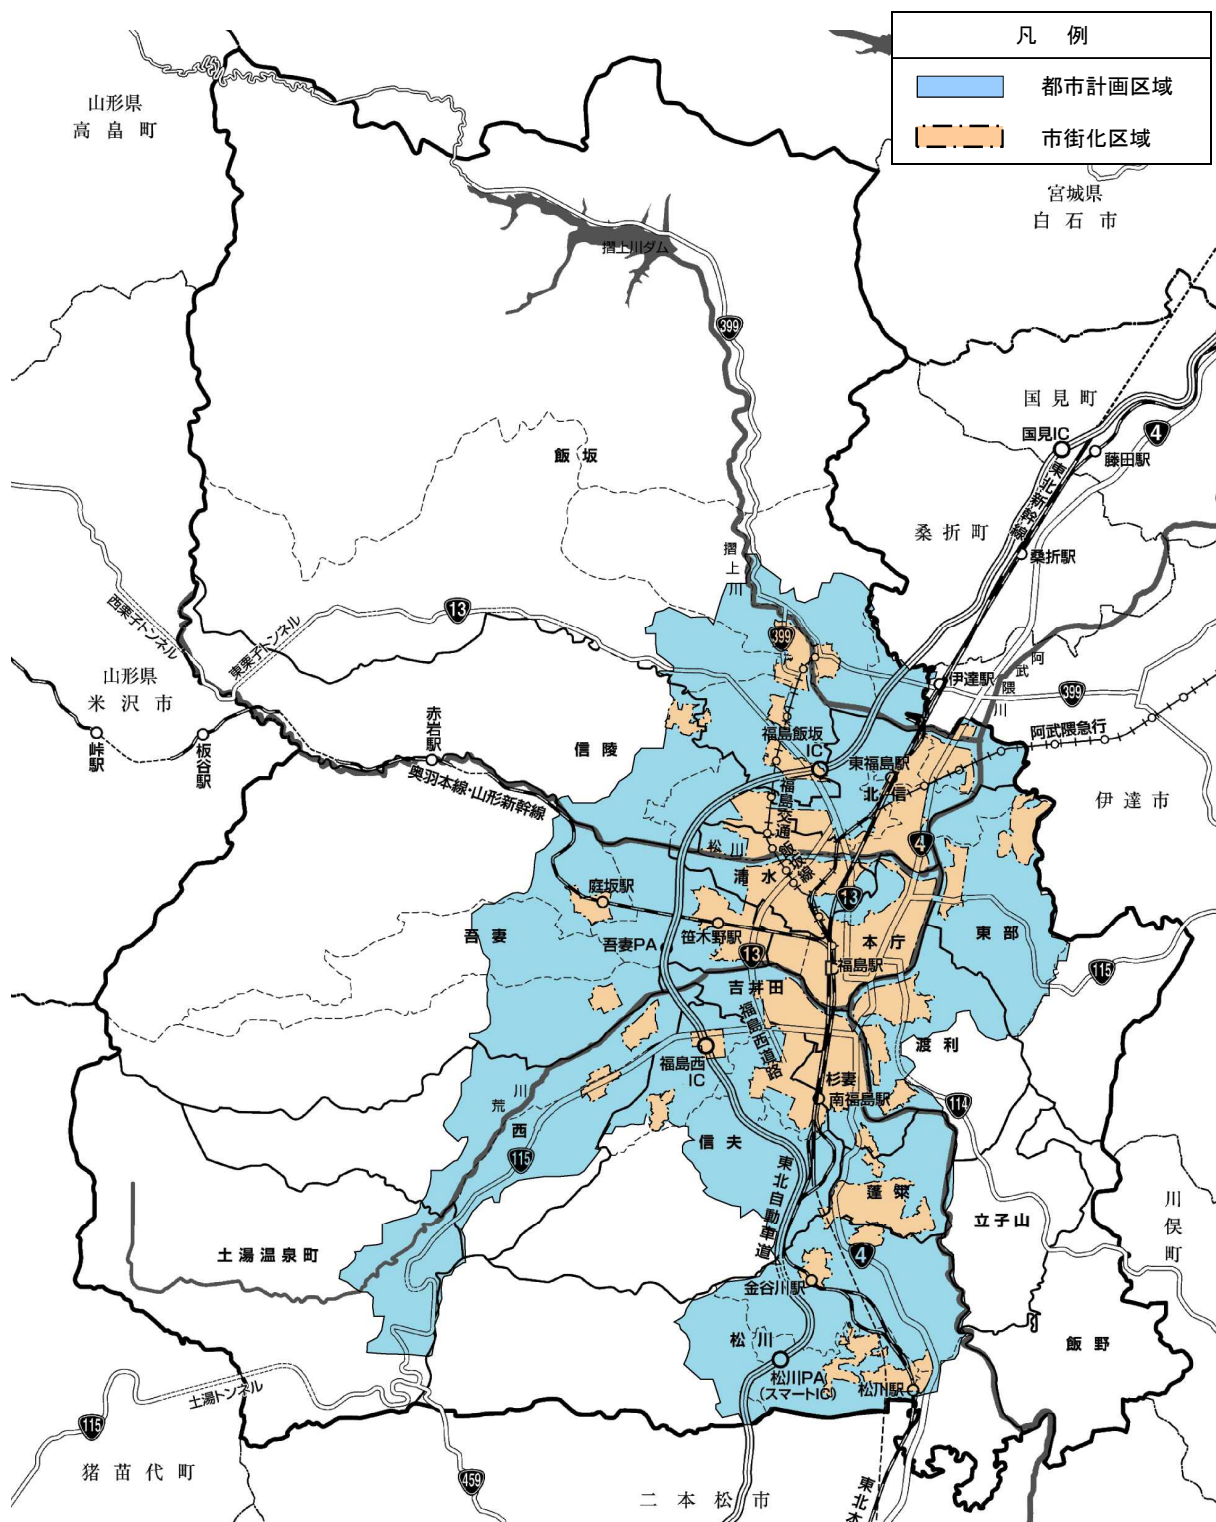 凡 例
都市計画区域
市街化区域
山形県
高畠町
宮城県
白石市
摺上川ダム
399
国見町
国見IC
4
藤田駅
東北新幹線
飯坂
桑折町
桑折駅
摺上川
西栗子トンネル
東栗子トンネル
13
399
阿武隈川
伊達駅
399
山形県
米沢市
峠駅
板谷駅
赤岩駅
信陵
奥羽本線・山形新幹線
福島飯坂
IC
東福島駅
阿武隈急行
北信
伊達市
福島交通飯坂線
松川
4
清水
庭坂駅
13
吾妻
笹木野駅
本庁
東部
吾妻PA
13
福島駅
115
吉井田
福島西道路
渡利
福島西
IC
杉妻
南福島駅
114
荒川
西
115
信夫
東北自動車道
蓬莱
立子山
川俣町
土湯温泉町
4
金谷川駅
松川
飯野
松川PA
(スマートIC)
松川駅
土湯トンネル
115
猪苗代町
459
二本松市
東北本